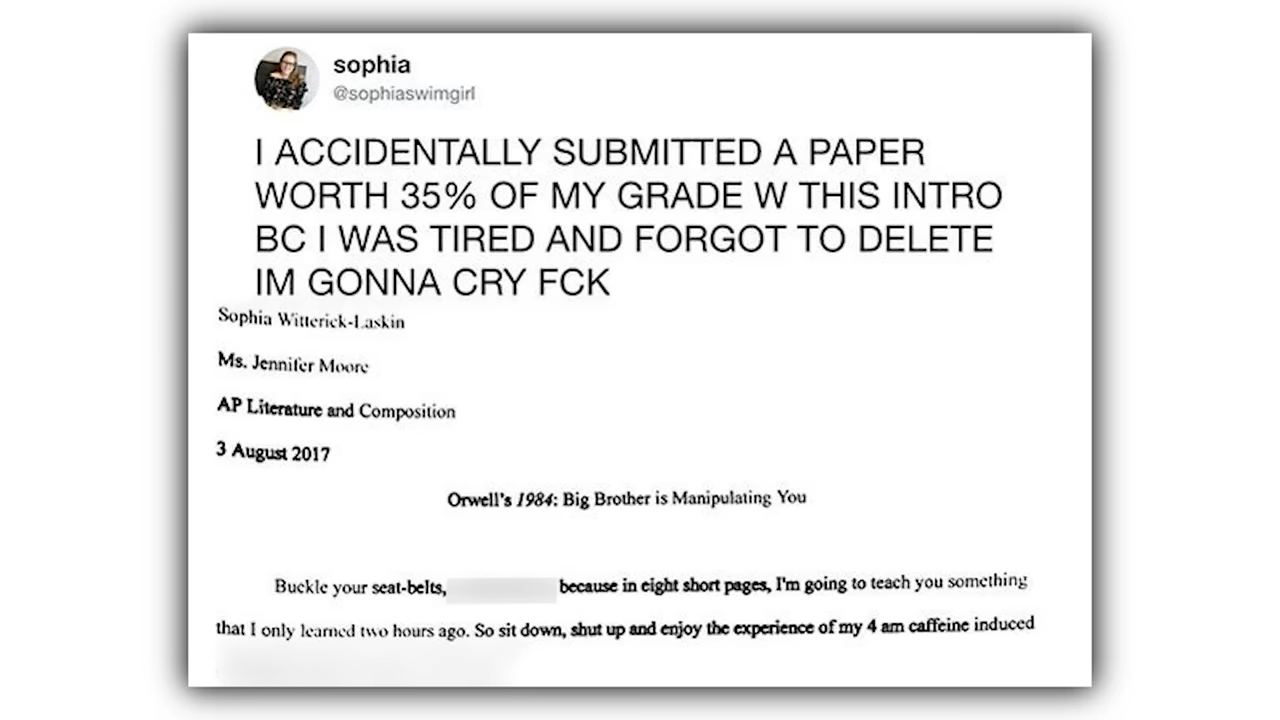 sophia
@sophiaswimgirl
I ACCIDENTALLY SUBMITTED A PAPER
WORTH 35% OF MY GRADE W THIS INTRO
BC I WAS TIRED AND FORGOT TO DELETE
IM GONNA CRY FCK
Sophia Witterick-Laskin
Ms. Jennifer Moore
AP Literature and Composition
3 August 2017
Orwell's 1984: Big Brother is Manipulating You
Buckle your seat-belts, because in eight short pages, I'm going to teach you something
that I only learned two hours ago. So sit down, shut up and enjoy the experience of my 4 am caffeine induced